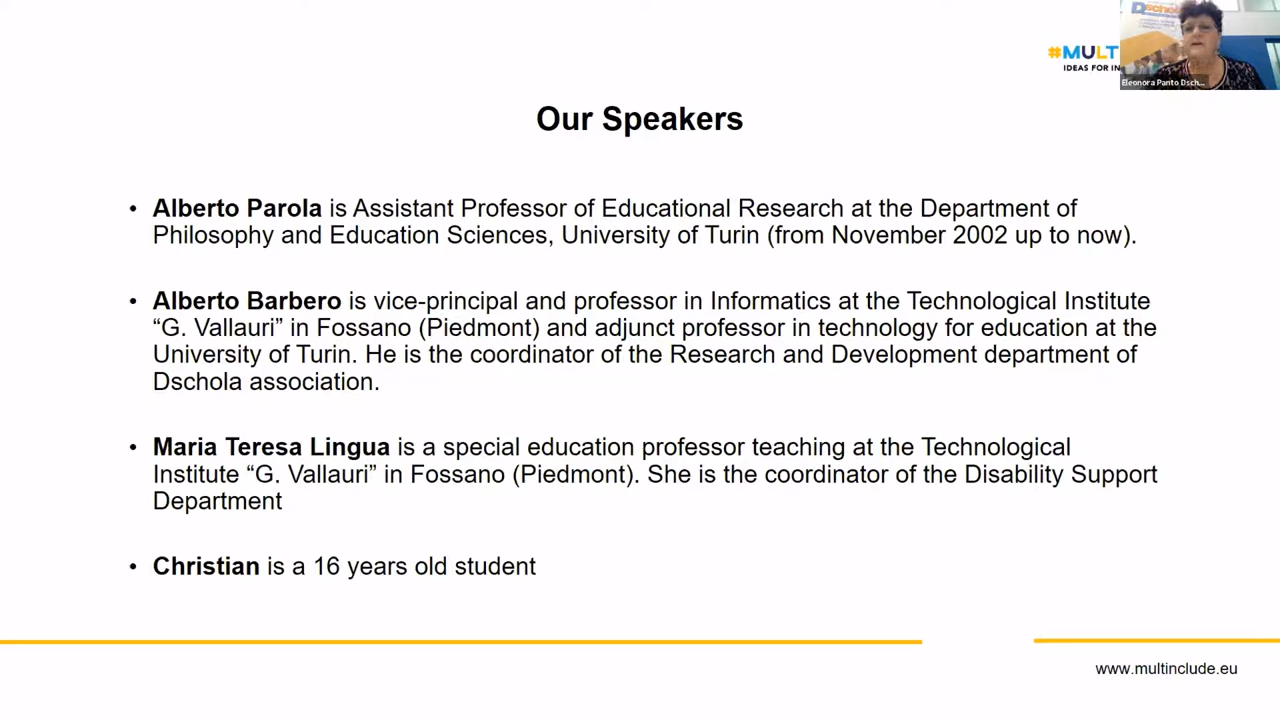 Dschola
#MULT
IDEAS FOR IN
Eleonora Panto Dsch...
Our Speakers
• Alberto Parola is Assistant Professor of Educational Research at the Department of
Philosophy and Education Sciences, University of Turin (from November 2002 up to now).
• Alberto Barbero is vice-principal and professor in Informatics at the Technological Institute
“G. Vallauri” in Fossano (Piedmont) and adjunct professor in technology for education at the
University of Turin. He is the coordinator of the Research and Development department of
Dschola association.
• Maria Teresa Lingua is a special education professor teaching at the Technological
Institute “G. Vallauri” in Fossano (Piedmont). She is the coordinator of the Disability Support
Department
• Christian is a 16 years old student
www.multinclude.eu